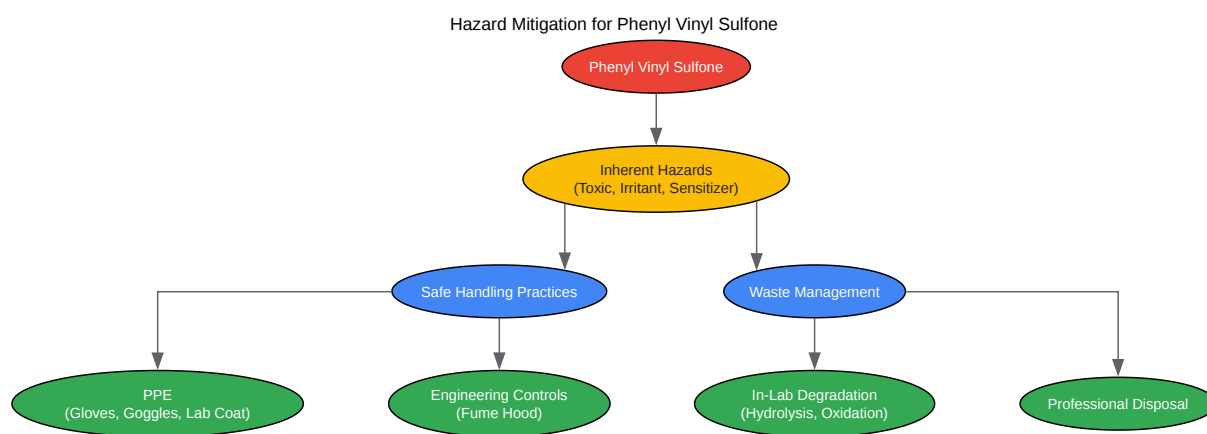 Hazard Mitigation for Phenyl Vinyl Sulfone
Phenyl Vinyl Sulfone
Inherent Hazards
(Toxic, Irritant, Sensitizer)
Safe Handling Practices
Waste Management
PPE
(Gloves, Goggles, Lab Coat)
Engineering Controls
(Fume Hood)
In-Lab Degradation
(Hydrolysis, Oxidation)
Professional Disposal